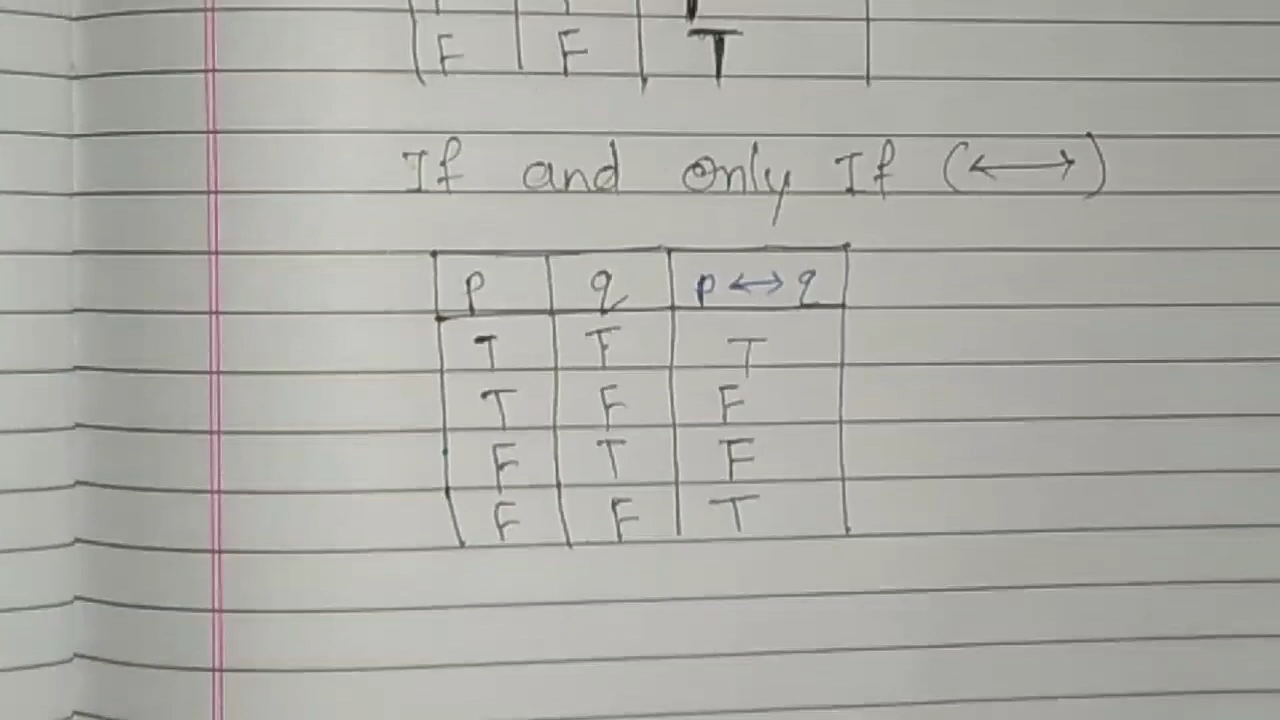 F F T
If and only If (↔)
p q p ↔ q
T F T
T F F
F T F
F F T